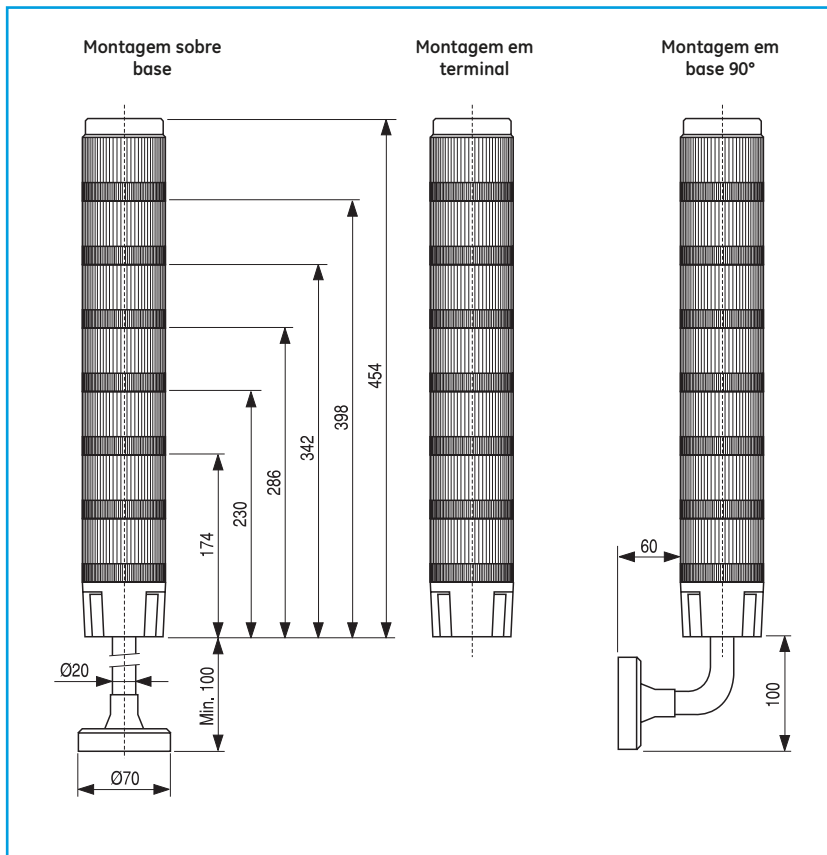 Montagem sobre
base
Montagem em
terminal
Montagem em
base 90°
454
398
342
286
230
174
60
Ø20
Min. 100
100
Ø70